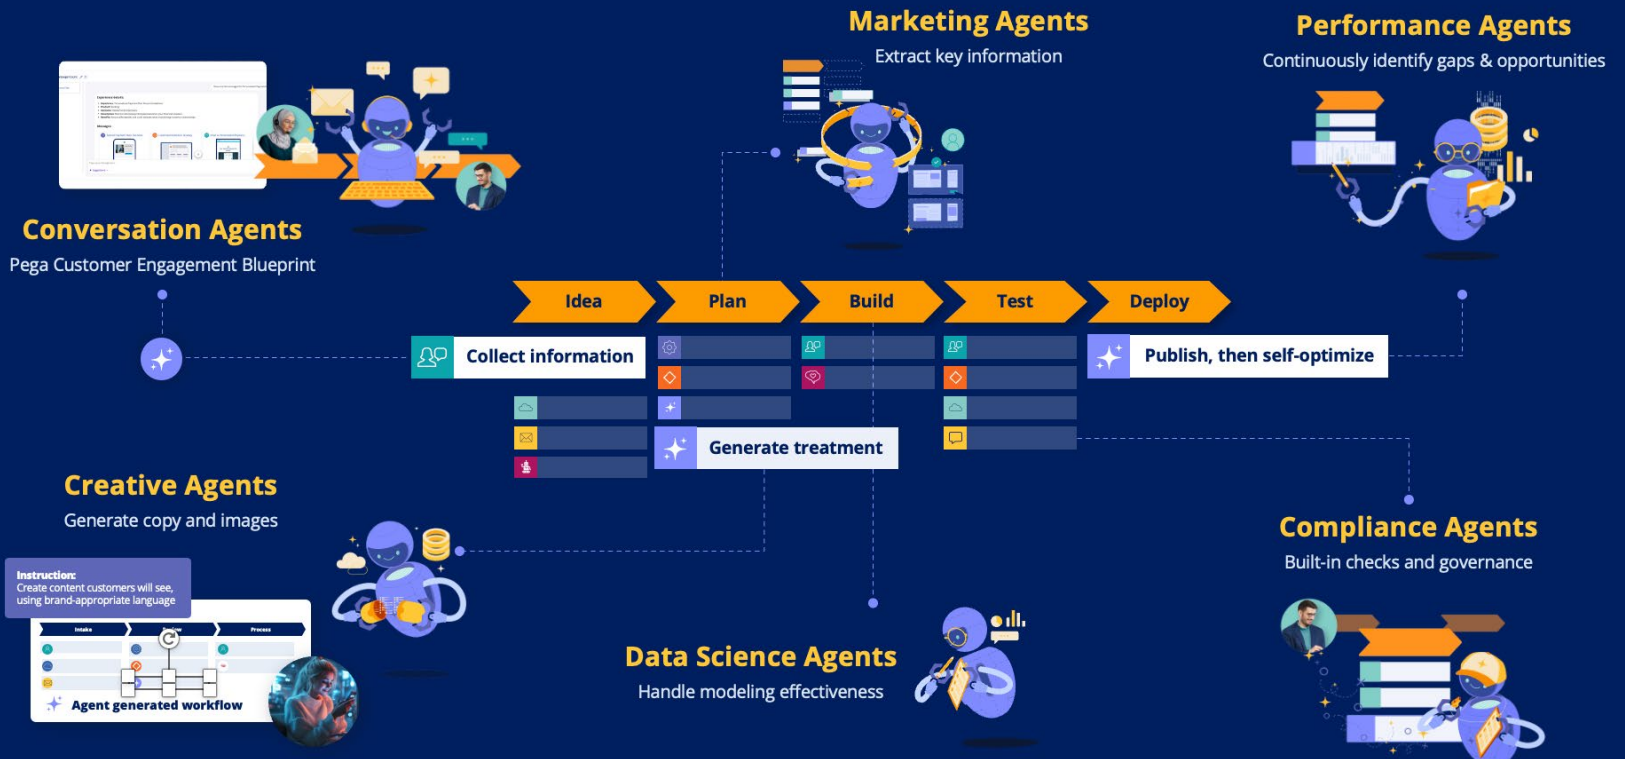 Marketing Agents
Extract key information
Performance Agents
Continuously identify gaps & opportunities
Conversation Agents
Pega Customer Engagement Blueprint
Idea
Plan
Build
Test
Deploy
Collect information
Publish, then self-optimize
Generate treatment
Creative Agents
Generate copy and images
Instruction:
Create content customers will see,
using brand-appropriate language
Intake
Process
Agent generated workflow
Data Science Agents
Handle modeling effectiveness
Compliance Agents
Built-in checks and governance